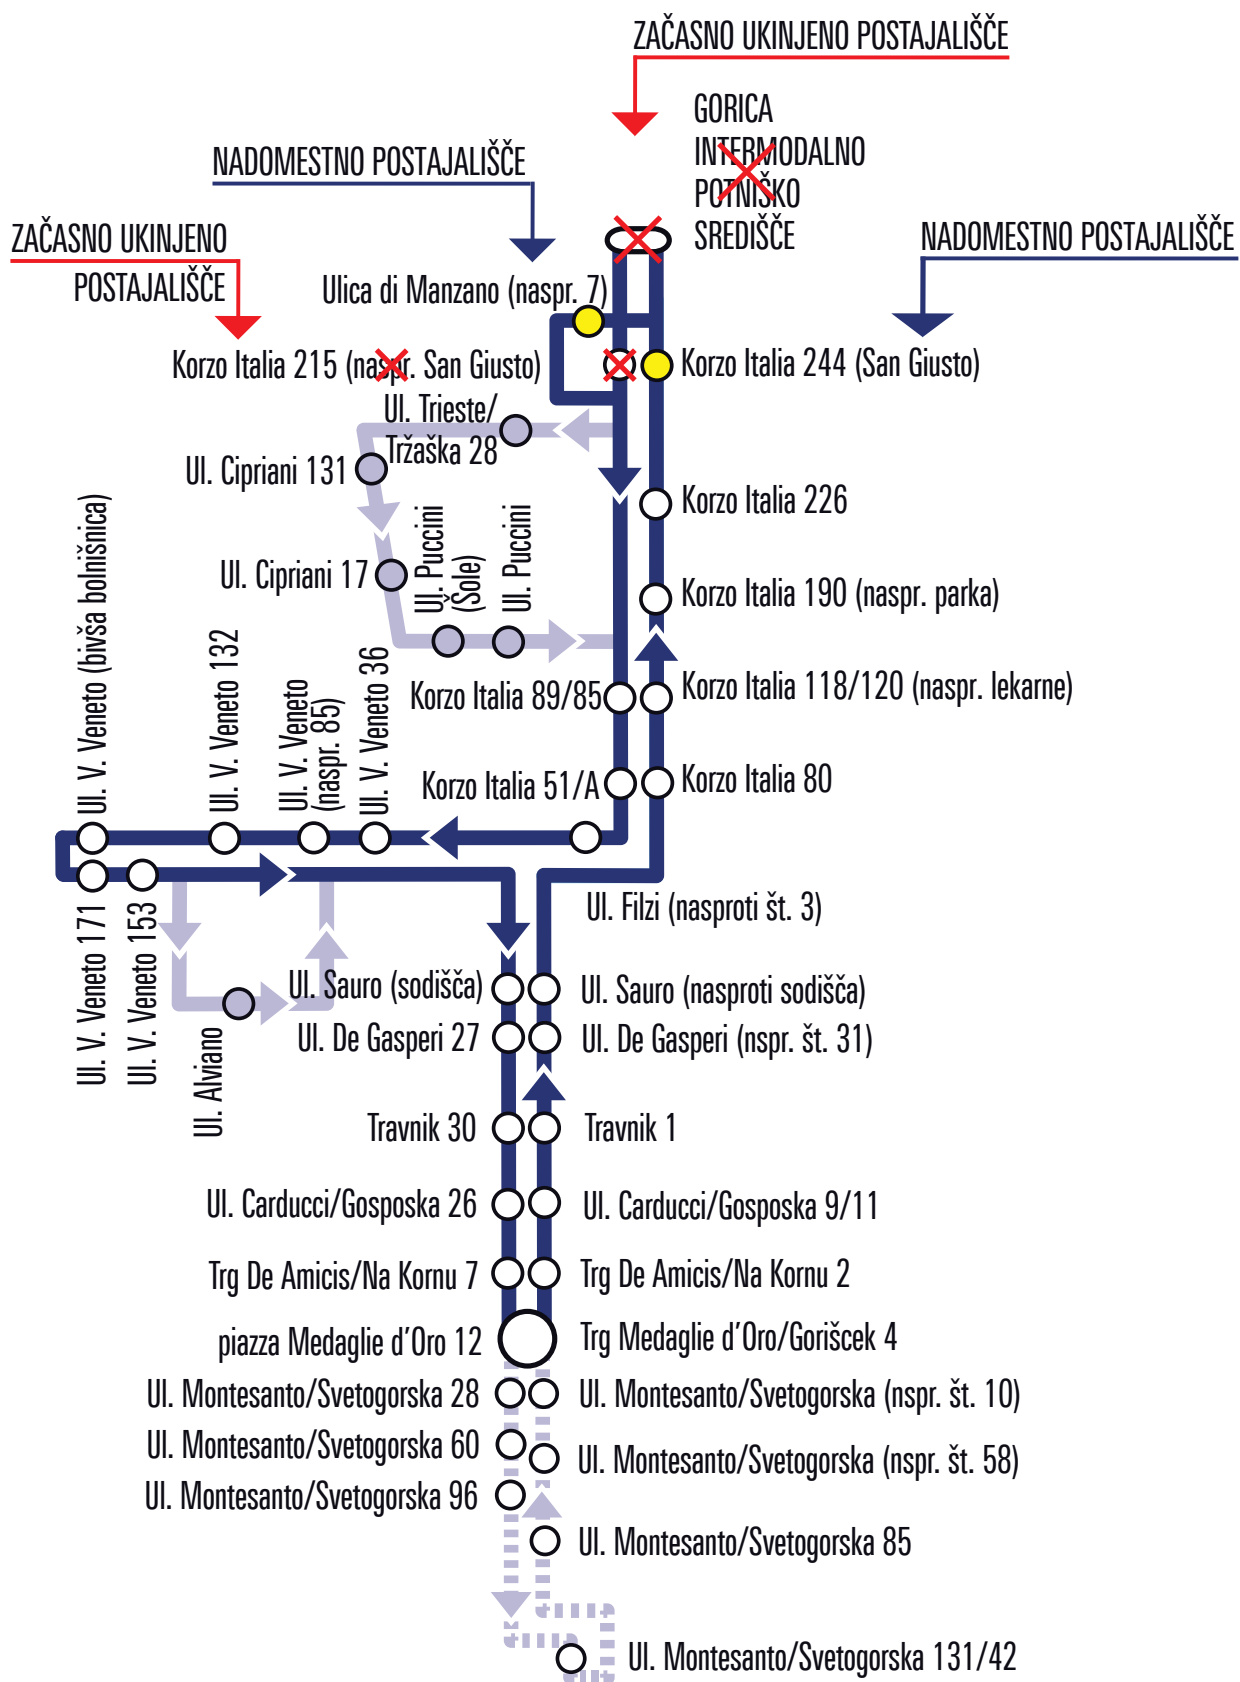 ZAČASNO UKINJENO POSTAJALIŠČE
GORICA
INTERMODALNO
POTNIŠKO
SREDIŠČE
NADOMESTNO POSTAJALIŠČE
ZAČASNO UKINJENO
POSTAJALIŠČE
NADOMESTNO POSTAJALIŠČE
Ulica di Manzano (naspr. 7)
Korzo Italia 215 (naspr. San Giusto)
Korzo Italia 244 (San Giusto)
Ul. Trieste/
Tržaška 28
Ul. Cipriani 131
Korzo Italia 226
Ul. Cipriani 17
Ul. Puccini
(Šole)
Ul. Puccini
Korzo Italia 190 (naspr. parka)
Ul. V. Veneto (bivša bolnišnica)
Ul. V. Veneto 132
Ul. V. Veneto
(naspr. 85)
Ul. V. Veneto 36
Korzo Italia 89/85
Korzo Italia 118/120 (naspr. lekarne)
Korzo Italia 51/A
Korzo Italia 80
Ul. Filzi (nasproti št. 3)
Ul. V. Veneto 171
Ul. V. Veneto 153
Ul. Alviano
Ul. Sauro (sodišča)
Ul. Sauro (nasproti sodišča)
Ul. De Gasperi 27
Ul. De Gasperi (nspr. št. 31)
Travnik 30
Travnik 1
Ul. Carducci/Gosposka 26
Ul. Carducci/Gosposka 9/11
Trg De Amicis/Na Kornu 7
Trg De Amicis/Na Kornu 2
piazza Medaglie d'Oro 12
Trg Medaglie d'Oro/Gorišcek 4
Ul. Montesanto/Svetogorska 28
Ul. Montesanto/Svetogorska (nspr. št. 10)
Ul. Montesanto/Svetogorska 60
Ul. Montesanto/Svetogorska (nspr. št. 58)
Ul. Montesanto/Svetogorska 96
Ul. Montesanto/Svetogorska 85
Ul. Montesanto/Svetogorska 131/42